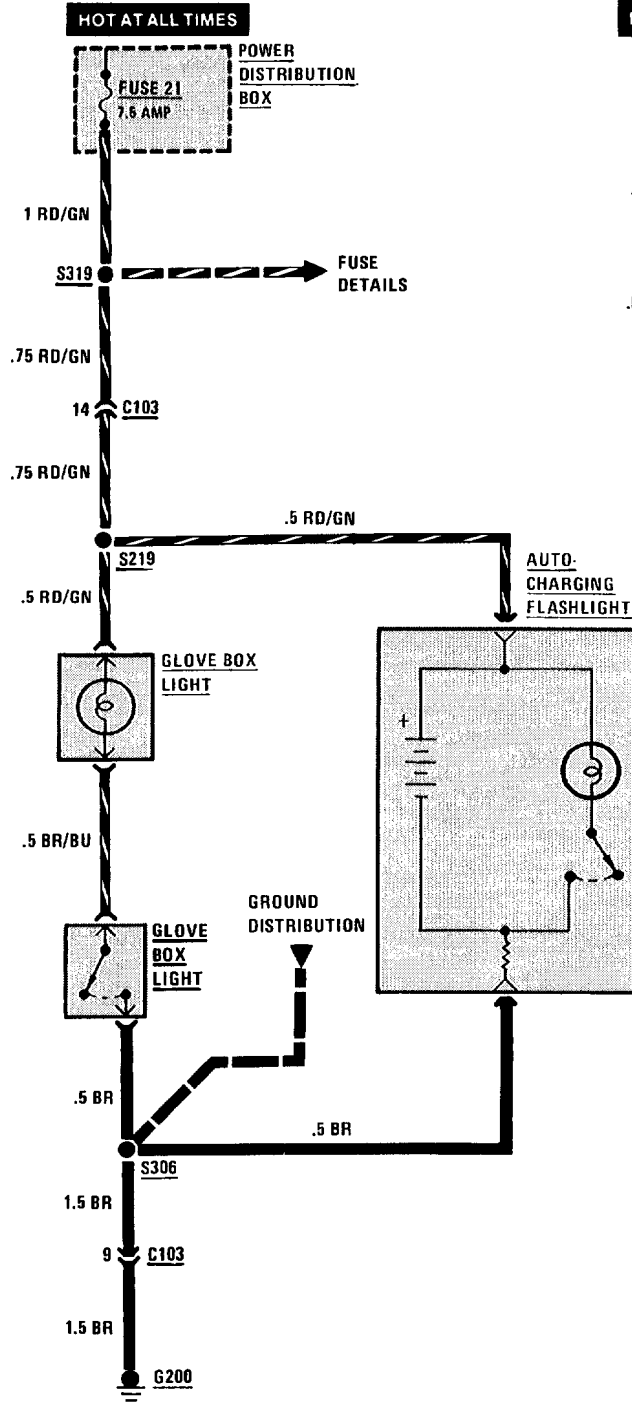 HOT AT ALL TIMES
POWER
DISTRIBUTION
BOX
FUSE 21
7.5 AMP
1 RD/GN
S319
FUSE
DETAILS
.75 RD/GN
14
C103
.75 RD/GN
.5 RD/GN
S219
AUTO-
CHARGING
FLASHLIGHT
.5 RD/GN
GLOVE BOX
LIGHT
+
.5 BR/BU
GROUND
DISTRIBUTION
GLOVE
BOX
LIGHT
.5 BR
.5 BR
S306
1.5 BR
9
C103
1.5 BR
G200